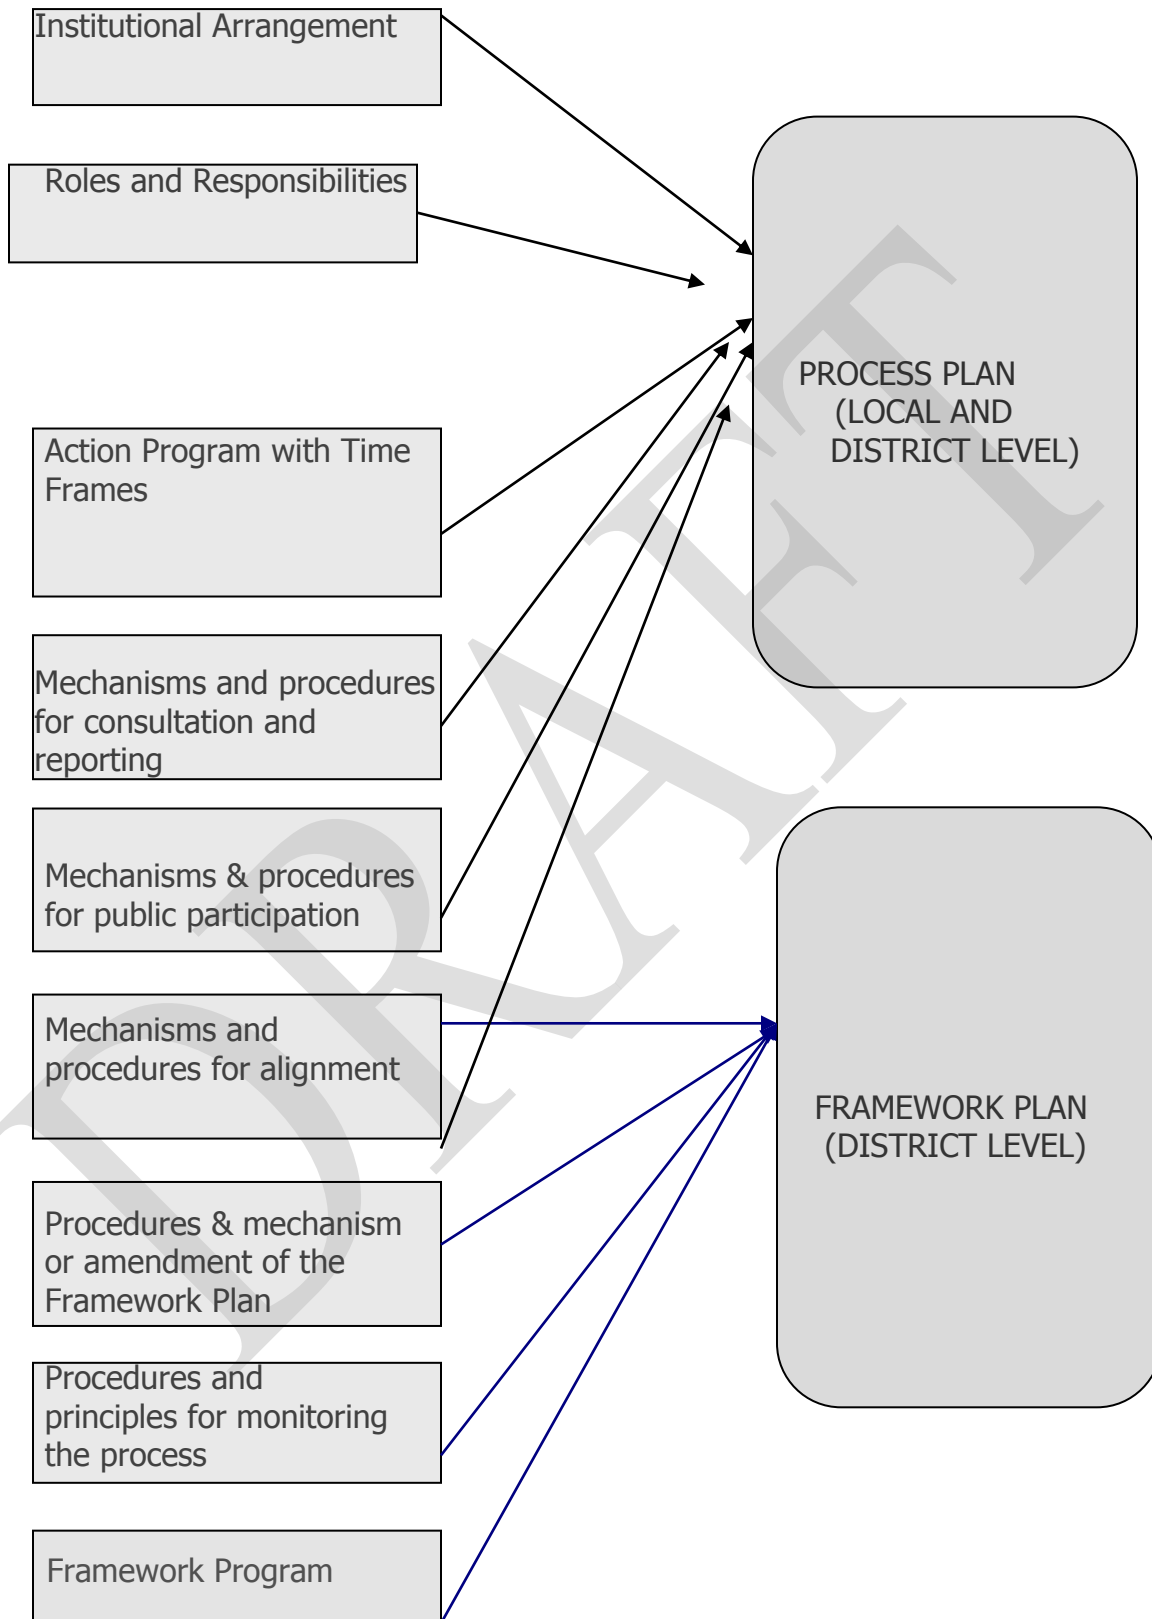 Institutional Arrangement
Roles and Responsibilities
Action Program with Time
Frames
Mechanisms and procedures
for consultation and
reporting
Mechanisms & procedures
for public participation
Mechanisms and
procedures for alignment
Procedures & mechanism
or amendment of the
Framework Plan
Procedures and
principles for monitoring
the process
Framework Program
PROCESS PLAN
(LOCAL AND
DISTRICT LEVEL)
FRAMEWORK PLAN
(DISTRICT LEVEL)
DRAFT